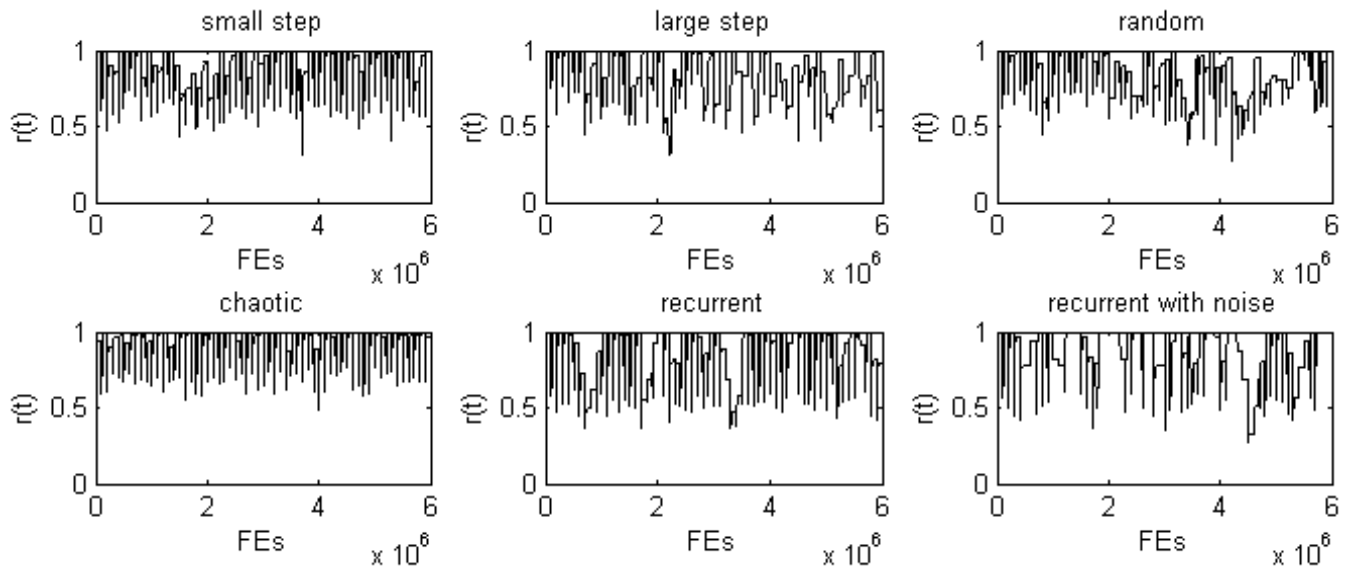 small step
large step
random
1
0.5
0
r(t)
0 2 4 6
FEs
x 10^6
1
0.5
0
r(t)
0 2 4 6
FEs
x 10^6
1
0.5
0
r(t)
0 2 4 6
FEs
x 10^6
chaotic
recurrent
recurrent with noise
1
0.5
0
r(t)
0 2 4 6
FEs
x 10^6
1
0.5
0
r(t)
0 2 4 6
FEs
x 10^6
1
0.5
0
r(t)
0 2 4 6
FEs
x 10^6